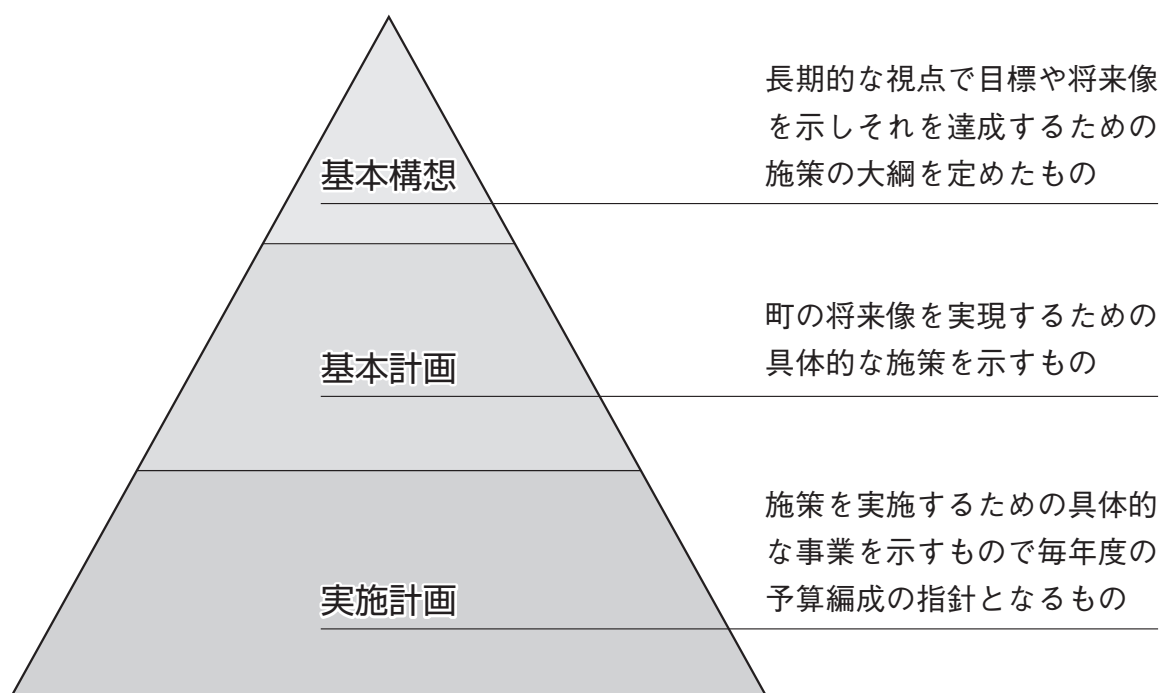 長期的な視点で目標や将来像
を示しそれを達成するための
施策の大綱を定めたもの
基本構想
町の将来像を実現するための
具体的な施策を示すもの
基本計画
施策を実施するための具体的
な事業を示すもので毎年度の
予算編成の指針となるもの
実施計画